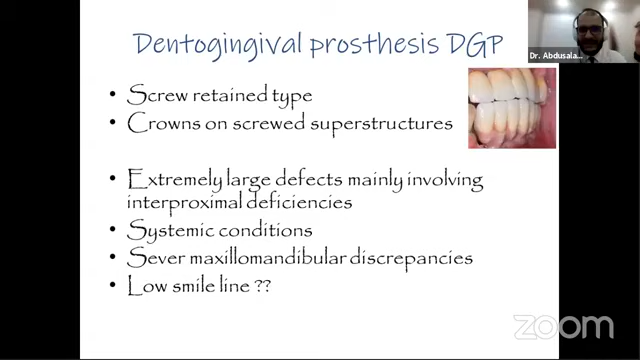 Dentogingival prosthesis DGP
Dr. Abdusala...
• Screw retained type
• Crowns on screwed superstructures
• Extremely large defects mainly involving
interproximal deficiencies
• Systemic conditions
• Sever maxillomandibular discrepancies
• Low smile line ??
zoom